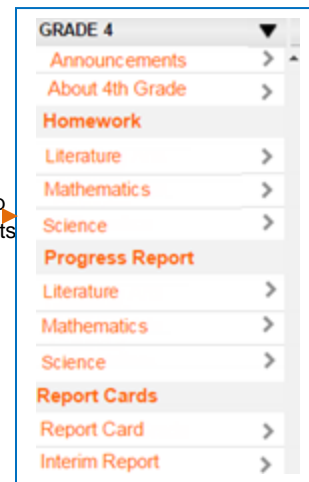 GRADE 4
Announcements
About 4th Grade
Homework
Literature
Mathematics
Science
Progress Report
Literature
Mathematics
Science
Report Cards
Report Card
Interim Report